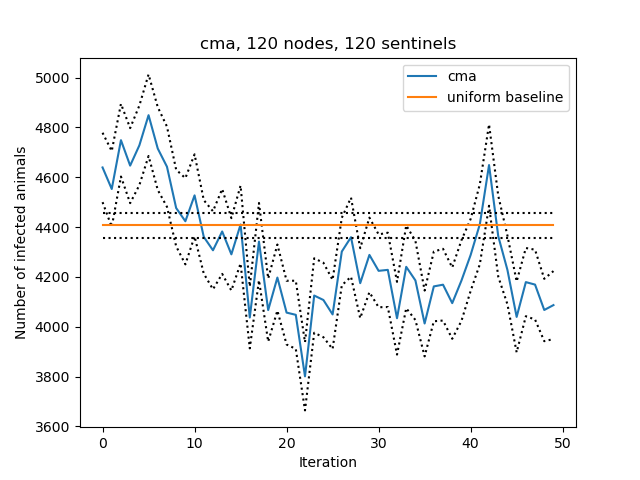 cma, 120 nodes, 120 sentinels
cma
uniform baseline
5000
4800
4600
4400
4200
4000
3800
3600
Number of infected animals
0 10 20 30 40 50
Iteration